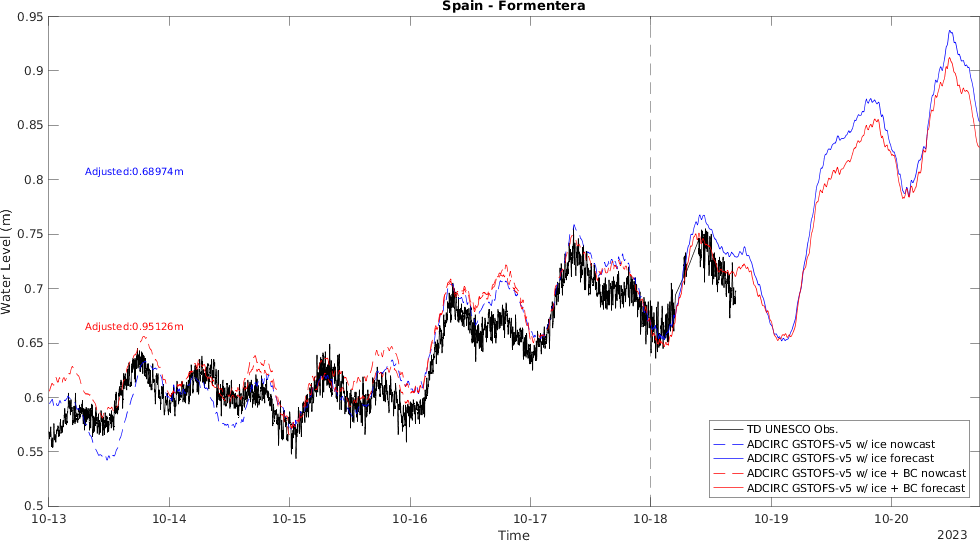 Spain - Formentera
0.95
0.9
0.85
0.8
0.75
0.7
0.65
0.6
0.55
0.5
Water Level (m)
Adjusted:0.68974m
Adjusted:0.95126m
TD UNESCO Obs.
ADCIRC GSTOFS-v5 w/ ice nowcast
ADCIRC GSTOFS-v5 w/ ice forecast
ADCIRC GSTOFS-v5 w/ ice + BC nowcast
ADCIRC GSTOFS-v5 w/ ice + BC forecast
10-13 10-14 10-15 10-16 10-17 10-18 10-19 10-20
Time
2023